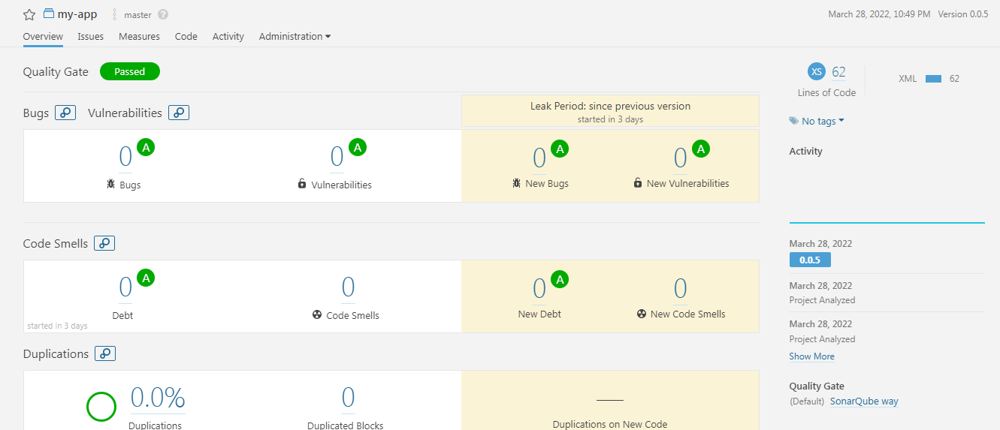 my-app master ? March 28, 2022, 10:49 PM Version 0.0.5
Overview Issues Measures Code Activity Administration
Quality Gate Passed
Bugs Vulnerabilities
Leak Period: since previous version
started in 3 days
0 A 0 A 0 A 0 A
Bugs Vulnerabilities New Bugs New Vulnerabilities
Code Smells
0 A 0 0 A 0
Debt Code Smells New Debt New Code Smells
started in 3 days
Duplications
0.0% 0 —
Duplications Duplicated Blocks Duplications on New Code
XS 62 XML 62
Lines of Code
No tags
Activity
March 28, 2022
0.0.5
March 28, 2022
Project Analyzed
March 28, 2022
Project Analyzed
Show More
Quality Gate
(Default) SonarQube way